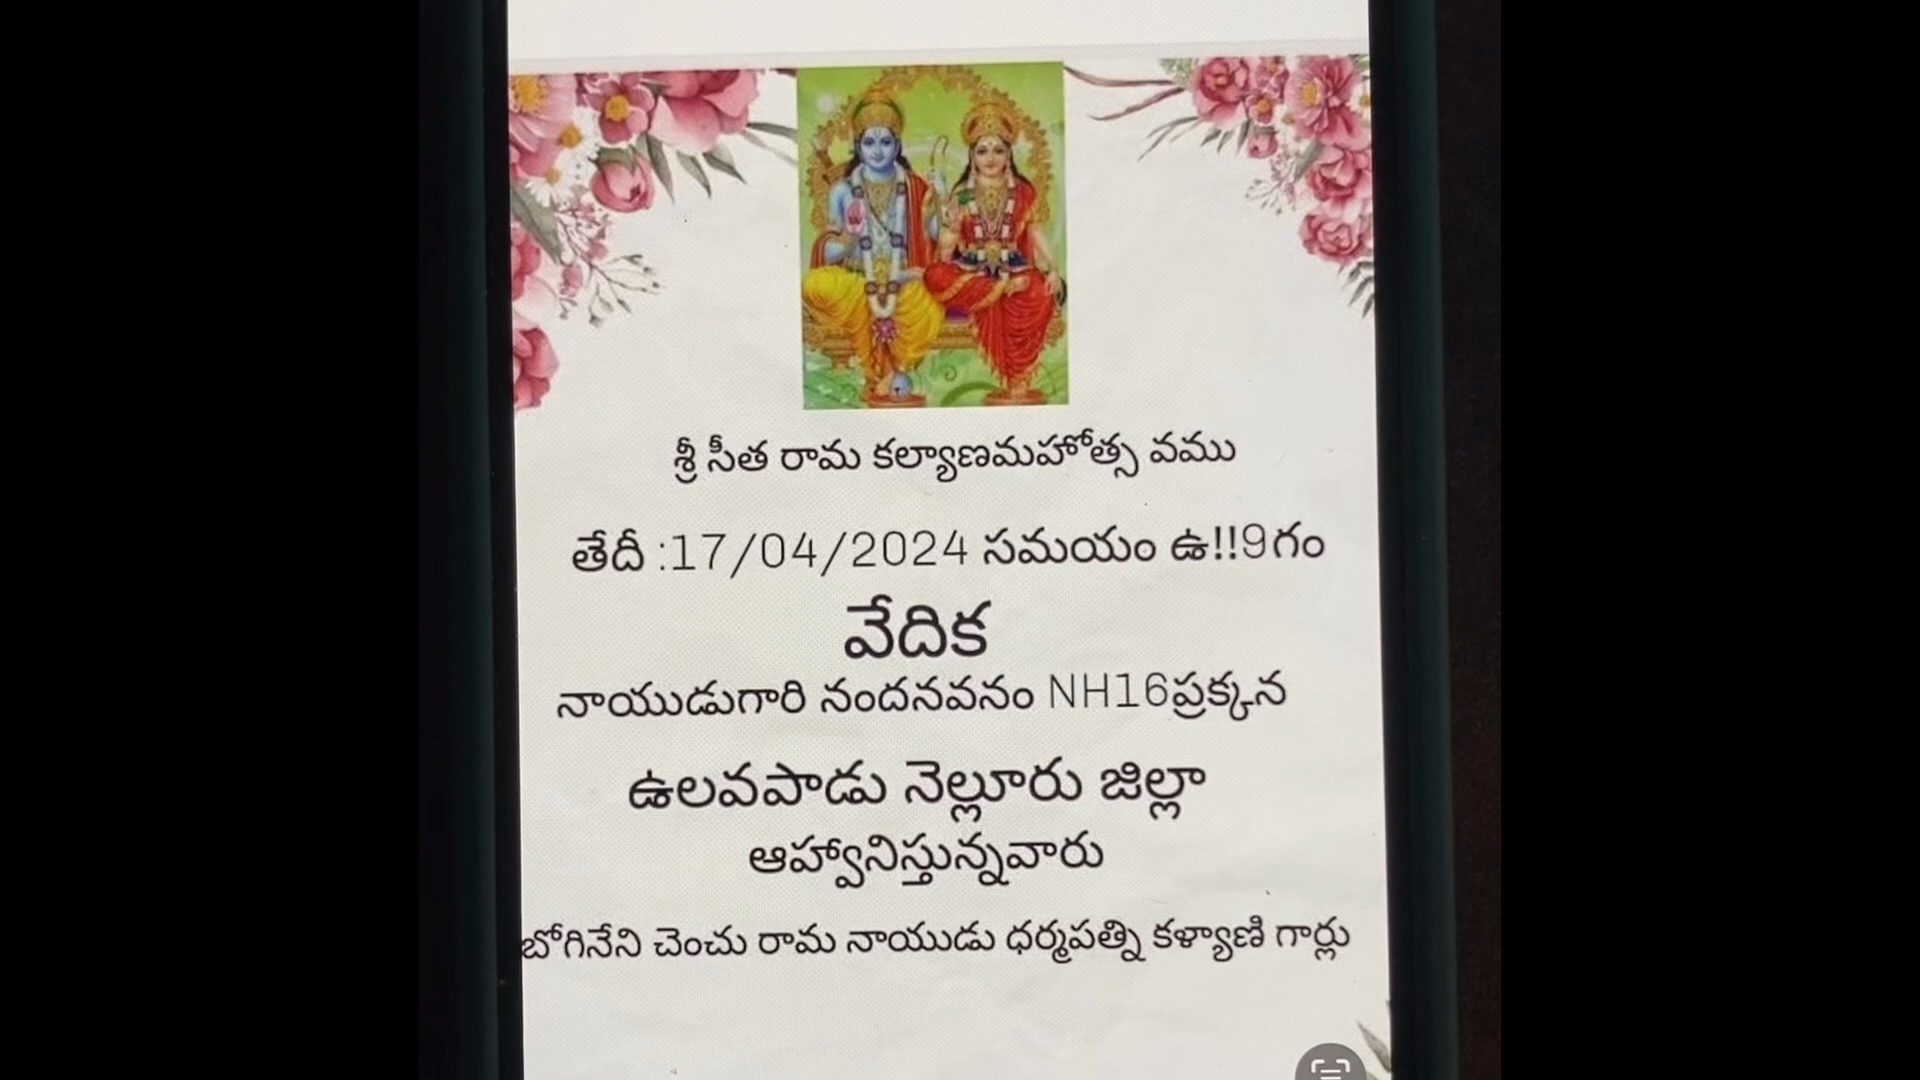 శ్రీ సీత రామ కల్యాణమహోత్స వము
తేదీ :17/04/2024 సమయం ఉ!!9గం
వేదిక
నాయుడుగారి నందనవనం NH16ప్రక్కన
ఉలవపాడు నెల్లూరు జిల్లా
ఆహ్వానిస్తున్నవారు
బోగినేని చెంచు రామ నాయుడు ధర్మపత్ని కళ్యాణి గార్లు